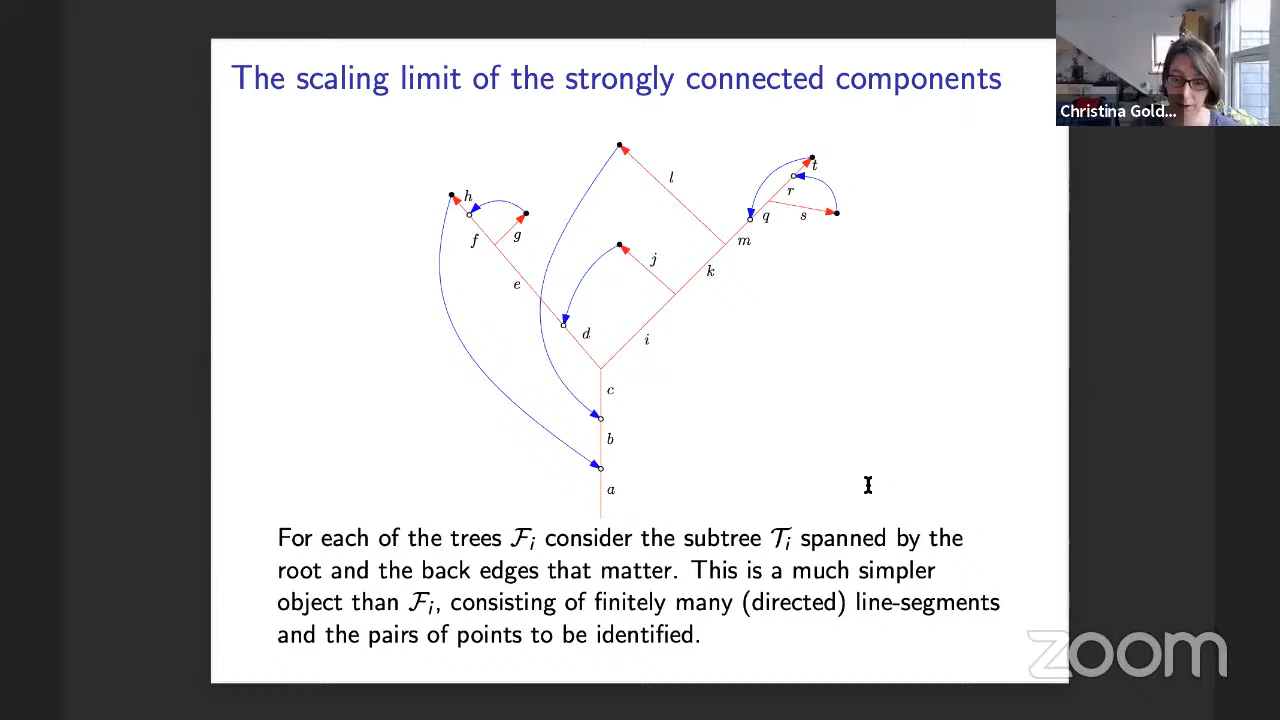 The scaling limit of the strongly connected components
Christina Gold...
l
t
h
r
f
g
q
s
m
j
k
e
d
i
c
b
a
For each of the trees ℱᵢ consider the subtree 𝒯ᵢ spanned by the
root and the back edges that matter. This is a much simpler
object than ℱᵢ, consisting of finitely many (directed) line-segments
and the pairs of points to be identified.
zoom